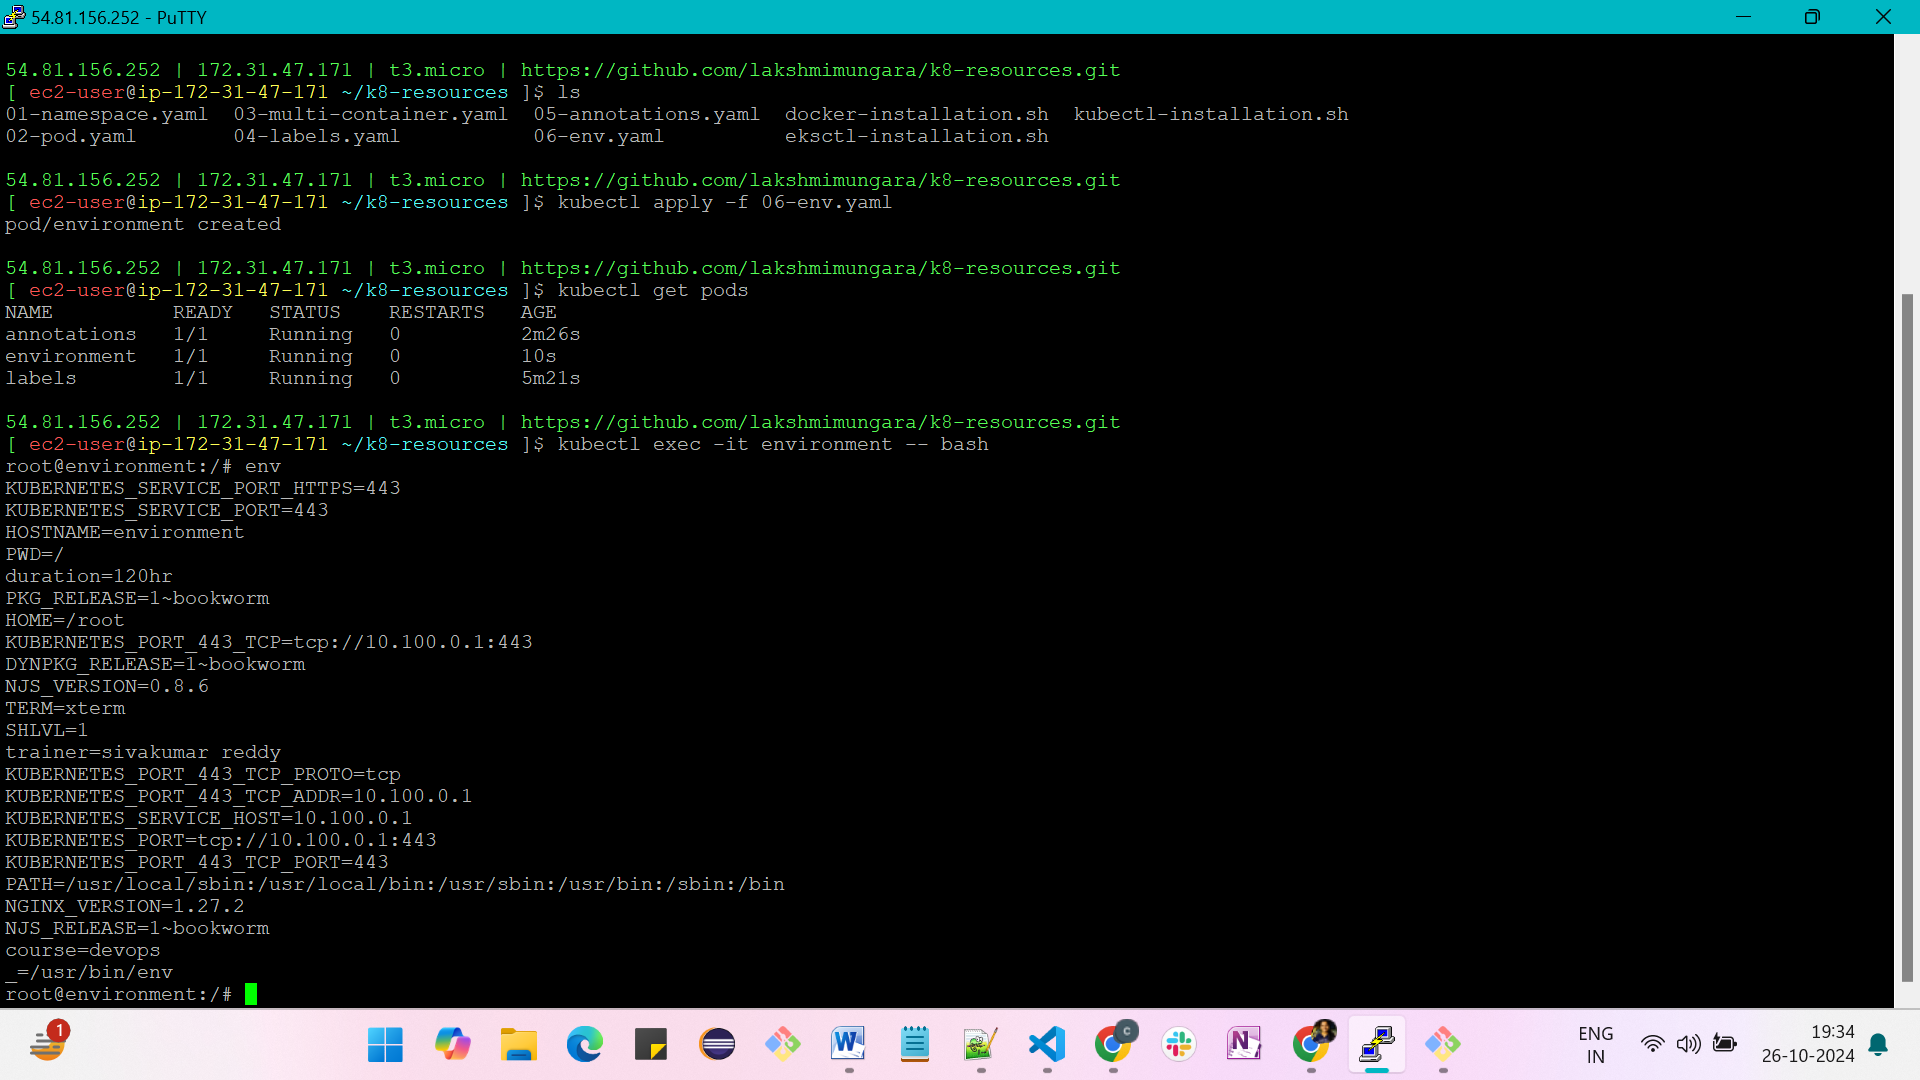 54.81.156.252 - PuTTY
54.81.156.252 | 172.31.47.171 | t3.micro | https://github.com/lakshmimungara/k8-resources.git
[ ec2-user@ip-172-31-47-171 ~/k8-resources ]$ ls
01-namespace.yaml  03-multi-container.yaml  05-annotations.yaml  docker-installation.sh  kubectl-installation.sh
02-pod.yaml        04-labels.yaml           06-env.yaml          eksctl-installation.sh
54.81.156.252 | 172.31.47.171 | t3.micro | https://github.com/lakshmimungara/k8-resources.git
[ ec2-user@ip-172-31-47-171 ~/k8-resources ]$ kubectl apply -f 06-env.yaml
pod/environment created
54.81.156.252 | 172.31.47.171 | t3.micro | https://github.com/lakshmimungara/k8-resources.git
[ ec2-user@ip-172-31-47-171 ~/k8-resources ]$ kubectl get pods
NAME          READY   STATUS    RESTARTS   AGE
annotations   1/1     Running   0          2m26s
environment   1/1     Running   0          10s
labels        1/1     Running   0          5m21s
54.81.156.252 | 172.31.47.171 | t3.micro | https://github.com/lakshmimungara/k8-resources.git
[ ec2-user@ip-172-31-47-171 ~/k8-resources ]$ kubectl exec -it environment -- bash
root@environment:/# env
KUBERNETES_SERVICE_PORT_HTTPS=443
KUBERNETES_SERVICE_PORT=443
HOSTNAME=environment
PWD=/
duration=120hr
PKG_RELEASE=1~bookworm
HOME=/root
KUBERNETES_PORT_443_TCP=tcp://10.100.0.1:443
DYNPKG_RELEASE=1~bookworm
NJS_VERSION=0.8.6
TERM=xterm
SHLVL=1
trainer=sivakumar reddy
KUBERNETES_PORT_443_TCP_PROTO=tcp
KUBERNETES_PORT_443_TCP_ADDR=10.100.0.1
KUBERNETES_SERVICE_HOST=10.100.0.1
KUBERNETES_PORT=tcp://10.100.0.1:443
KUBERNETES_PORT_443_TCP_PORT=443
PATH=/usr/local/sbin:/usr/local/bin:/usr/sbin:/usr/bin:/sbin:/bin
NGINX_VERSION=1.27.2
NJS_RELEASE=1~bookworm
course=devops
_=/usr/bin/env
root@environment:/#
1
W
C
N
ENG
IN
19:34
26-10-2024